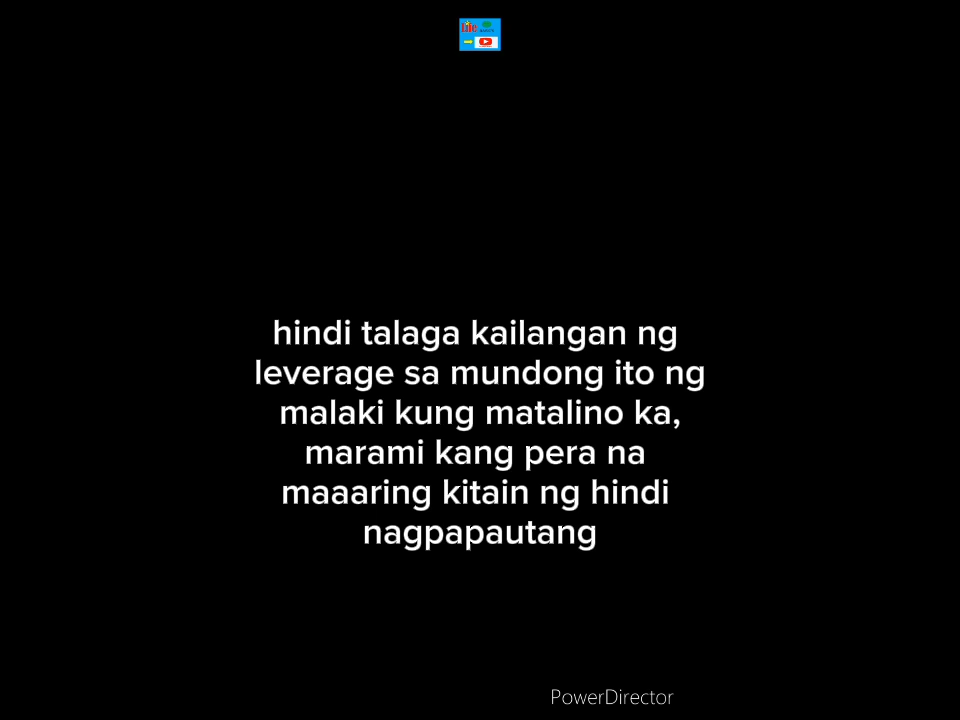 Life
hindi talaga kailangan ng
leverage sa mundong ito ng
malaki kung matalino ka,
marami kang pera na
maaaring kitain ng hindi
nagpapautang
PowerDirector